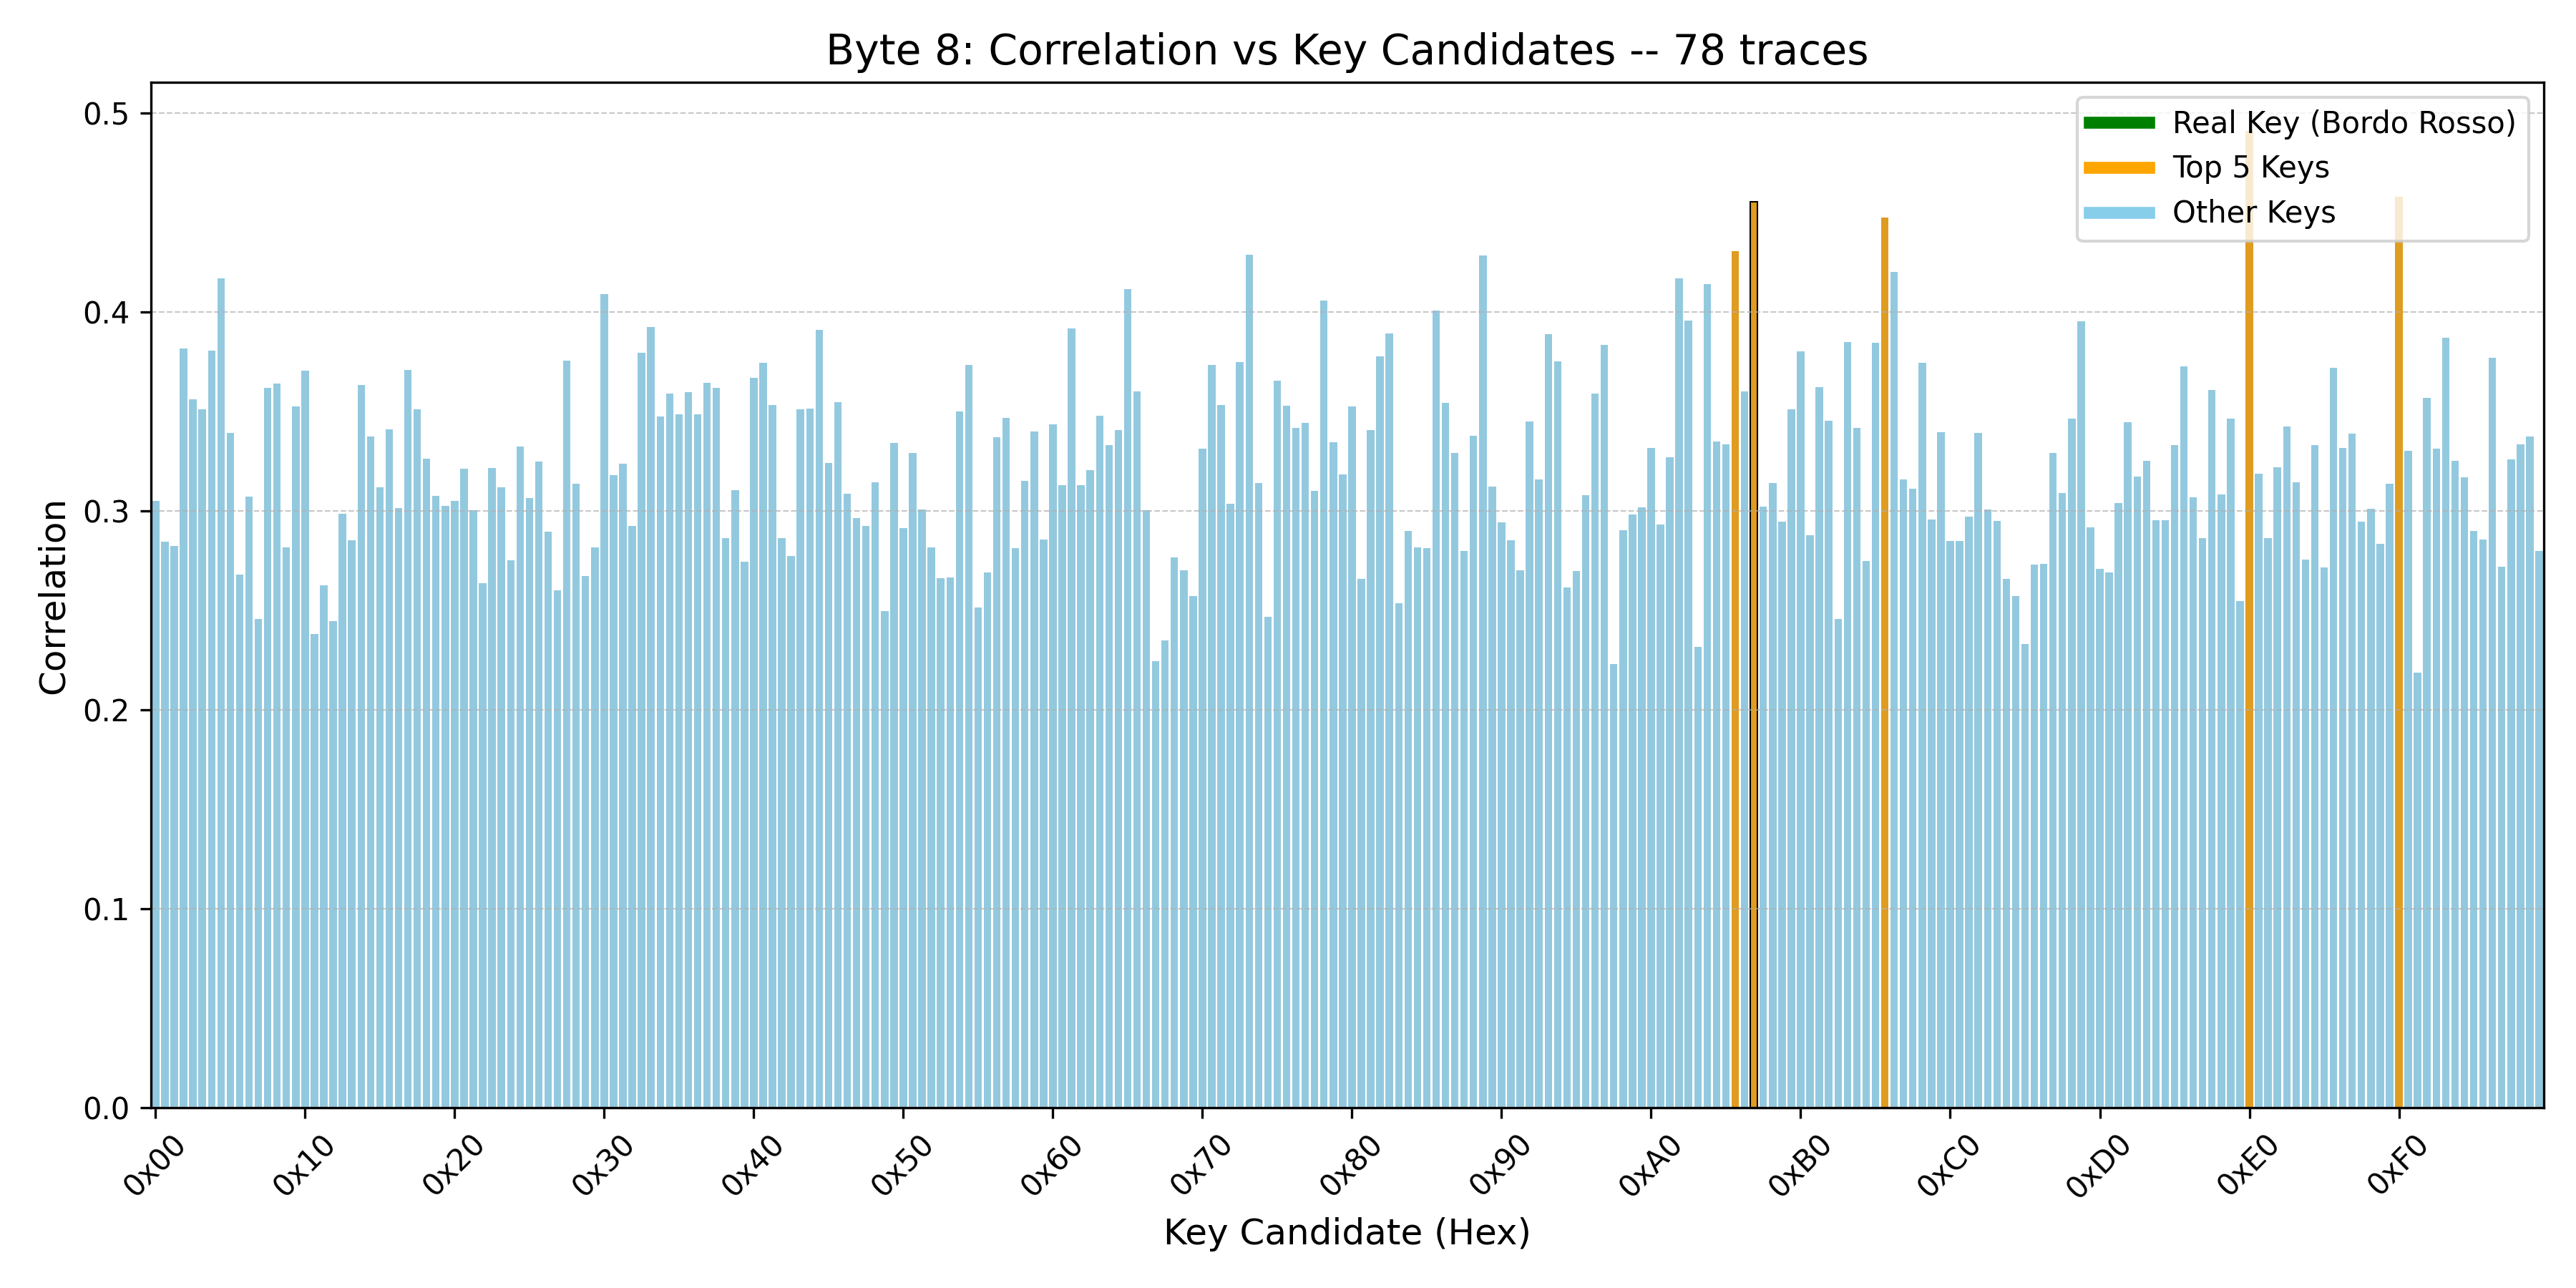 Byte 8: Correlation vs Key Candidates -- 78 traces
Real Key (Bordo Rosso)
Top 5 Keys
Other Keys
Correlation
0.5
0.4
0.3
0.2
0.1
0.0
0x00
0x10
0x20
0x30
0x40
0x50
0x60
0x70
0x80
0x90
0xA0
0xB0
0xC0
0xD0
0xE0
0xF0
Key Candidate (Hex)